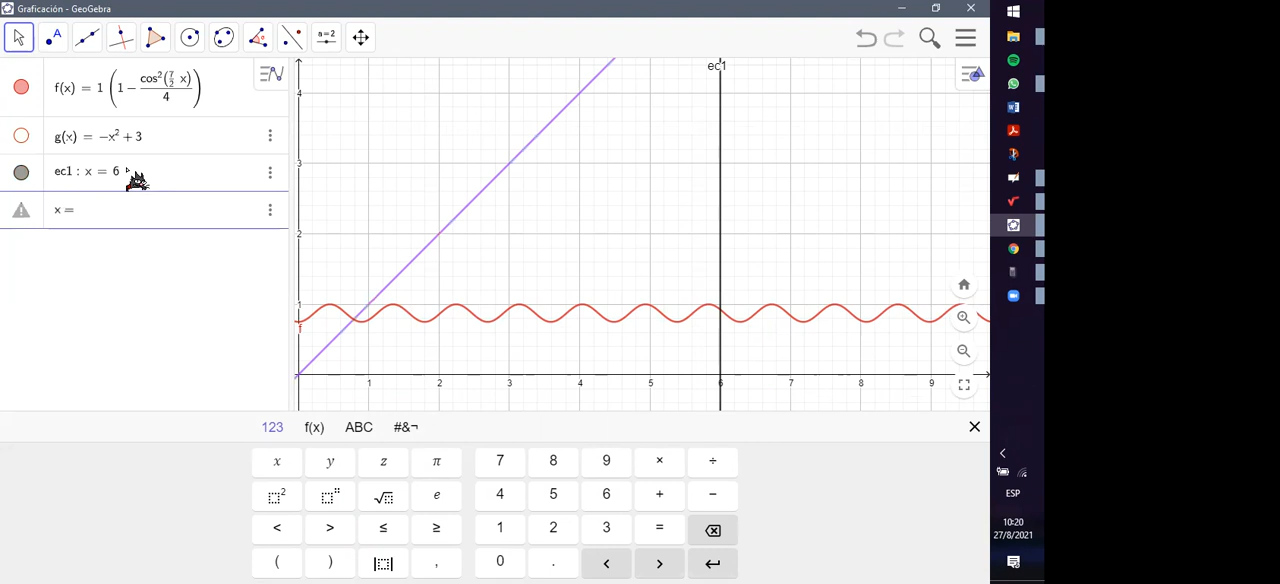 Graficación - GeoGebra
A
a=2
f(x) = 1 (1 − cos²(7/2 x)/4)
g(x) = −x² + 3
ec1 : x = 6
x =
ec1
4
3
2
1
f
1 2 3 4 5 6 7 8 9
123 f(x) ABC #&¬
x y z π 7 8 9 × ÷
□² □^□ √□ e 4 5 6 + −
< > ≤ ≥ 1 2 3 =
( ) |□| , 0 . < >
ESP
10:20
27/8/2021